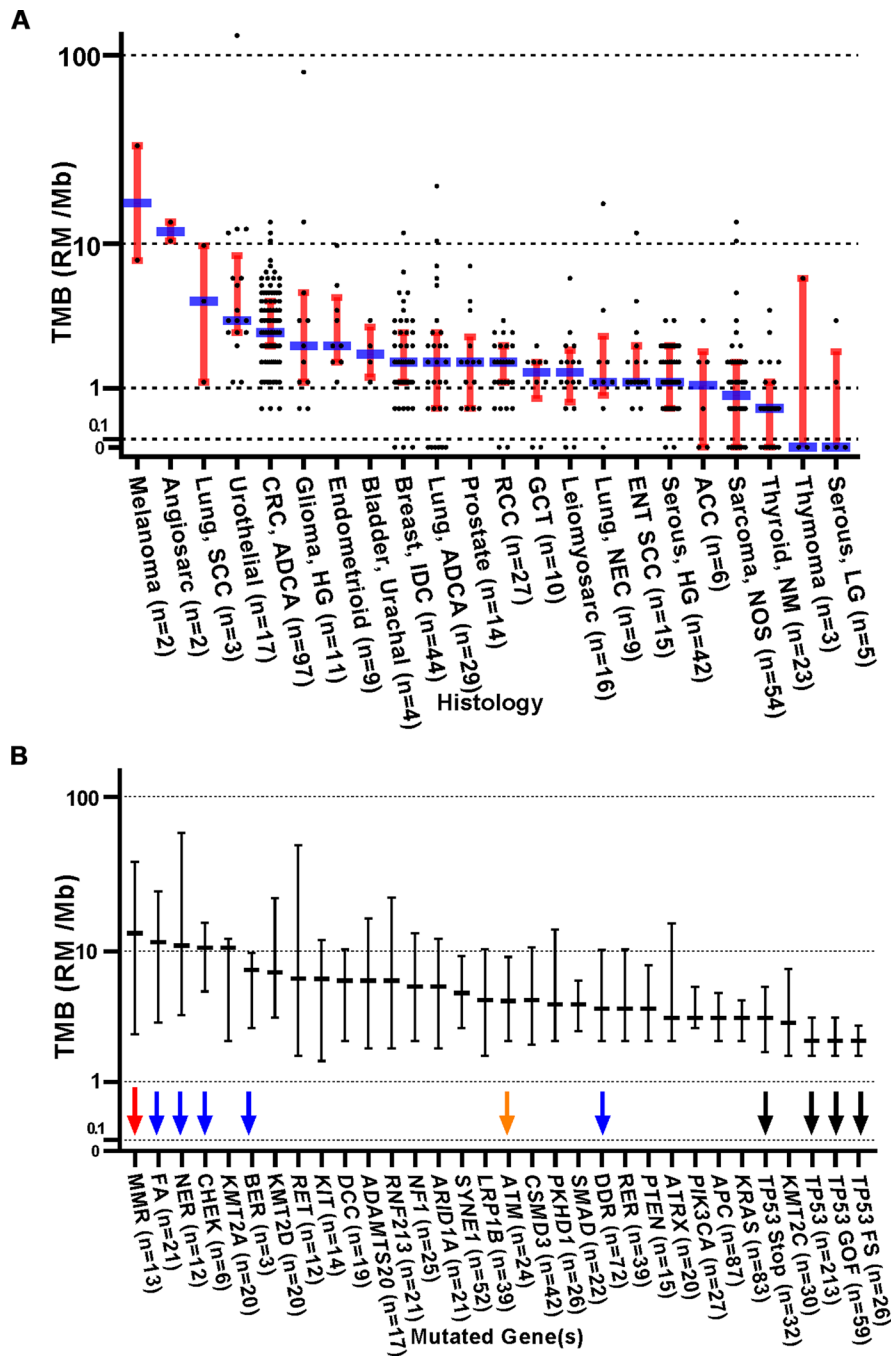 A
TMB (RM /Mb)
100
10
1
0.1
0
Melanoma (n=2)
Angiosarc (n=2)
Lung, SCC (n=3)
Urothelial (n=17)
CRC, ADCA (n=97)
Glioma, HG (n=11)
Endometrioid (n=9)
Bladder, Urachal (n=4)
Breast, IDC (n=44)
Lung, ADCA (n=29)
Prostate (n=14)
RCC (n=27)
GCT (n=10)
Leiomyosarc (n=16)
Lung, NEC (n=9)
ENT SCC (n=15)
Serous, HG (n=42)
ACC (n=6)
Sarcoma, NOS (n=54)
Thyroid, NM (n=23)
Thymoma (n=3)
Serous, LG (n=5)
Histology
B
TMB (RM /Mb)
100
10
1
0.1
0
MMR (n=13)
FA (n=21)
NER (n=12)
CHEK (n=6)
KMT2A (n=20)
BER (n=3)
KMT2D (n=20)
RET (n=12)
KIT (n=14)
DCC (n=19)
ADAMTS20 (n=17)
RNF213 (n=21)
NF1 (n=25)
ARID1A (n=21)
SYNE1 (n=52)
LRP1B (n=39)
ATM (n=24)
CSMD3 (n=42)
PKHD1 (n=26)
SMAD (n=22)
DDR (n=72)
RER (n=39)
PTEN (n=15)
ATRX (n=20)
PIK3CA (n=27)
APC (n=87)
KRAS (n=83)
TP53 Stop (n=32)
KMT2C (n=30)
TP53 (n=213)
TP53 GOF (n=59)
TP53 FS (n=26)
Mutated Gene(s)